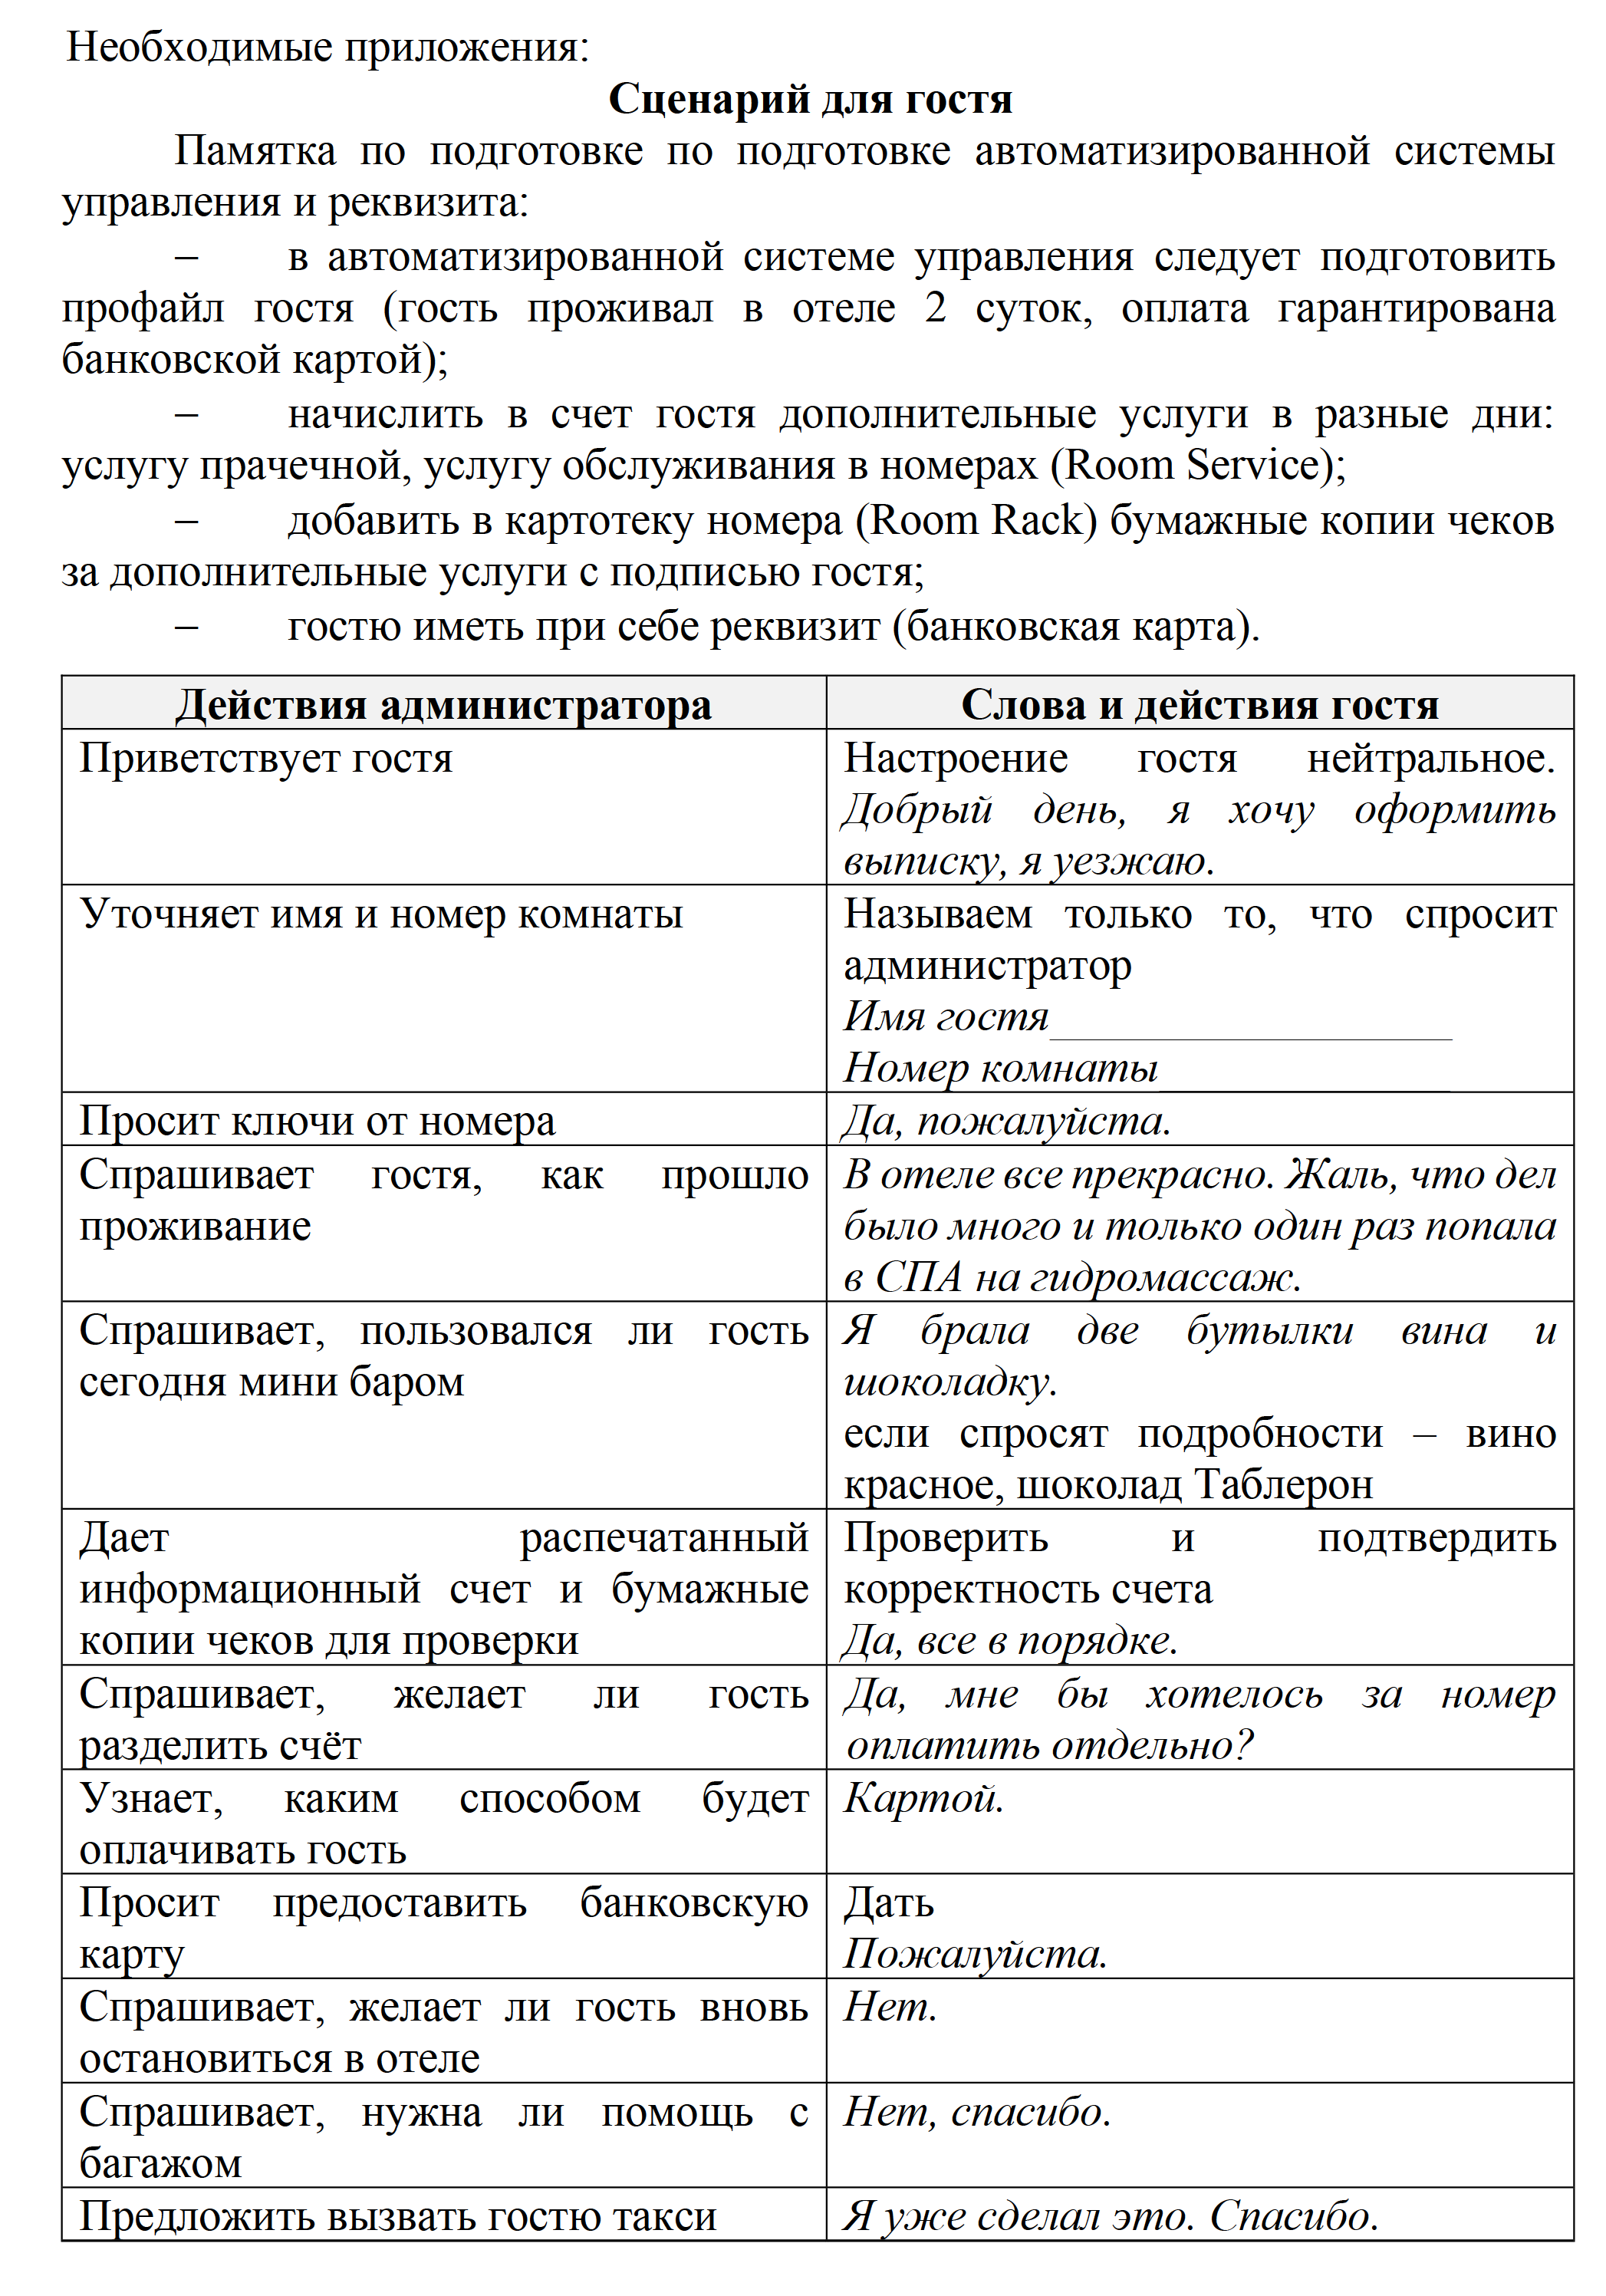 Необходимые приложения:
Сценарий для гостя
Памятка по подготовке по подготовке автоматизированной системы
управления и реквизита:
– в автоматизированной системе управления следует подготовить
профайл гостя (гость проживал в отеле 2 суток, оплата гарантирована
банковской картой);
– начислить в счет гостя дополнительные услуги в разные дни:
услугу прачечной, услугу обслуживания в номерах (Room Service);
– добавить в картотеку номера (Room Rack) бумажные копии чеков
за дополнительные услуги с подписью гостя;
– гостю иметь при себе реквизит (банковская карта).
Действия администратора
Слова и действия гостя
Приветствует гостя
Настроение гостя нейтральное.
Добрый день, я хочу оформить
выписку, я уезжаю.
Уточняет имя и номер комнаты
Называем только то, что спросит
администратор
Имя гостя__________________
Номер комнаты_____________
Просит ключи от номера
Да, пожалуйста.
Спрашивает гостя, как прошло
проживание
В отеле все прекрасно. Жаль, что дел
было много и только один раз попала
в СПА на гидромассаж.
Спрашивает, пользовался ли гость
сегодня мини баром
Я брала две бутылки вина и
шоколадку.
если спросят подробности – вино
красное, шоколад Таблерон
Дает распечатанный
информационный счет и бумажные
копии чеков для проверки
Проверить и подтвердить
корректность счета
Да, все в порядке.
Спрашивает, желает ли гость
разделить счёт
Да, мне бы хотелось за номер
оплатить отдельно?
Узнает, каким способом будет
оплачивать гость
Картой.
Просит предоставить банковскую
карту
Дать
Пожалуйста.
Спрашивает, желает ли гость вновь
остановиться в отеле
Нет.
Спрашивает, нужна ли помощь с
багажом
Нет, спасибо.
Предложить вызвать гостю такси
Я уже сделал это. Спасибо.